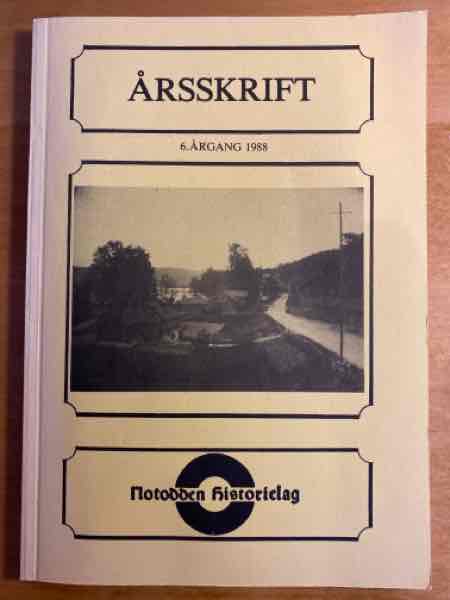 ÅRSSKRIFT
6. ÅRGANG 1988
Notodden Historielag